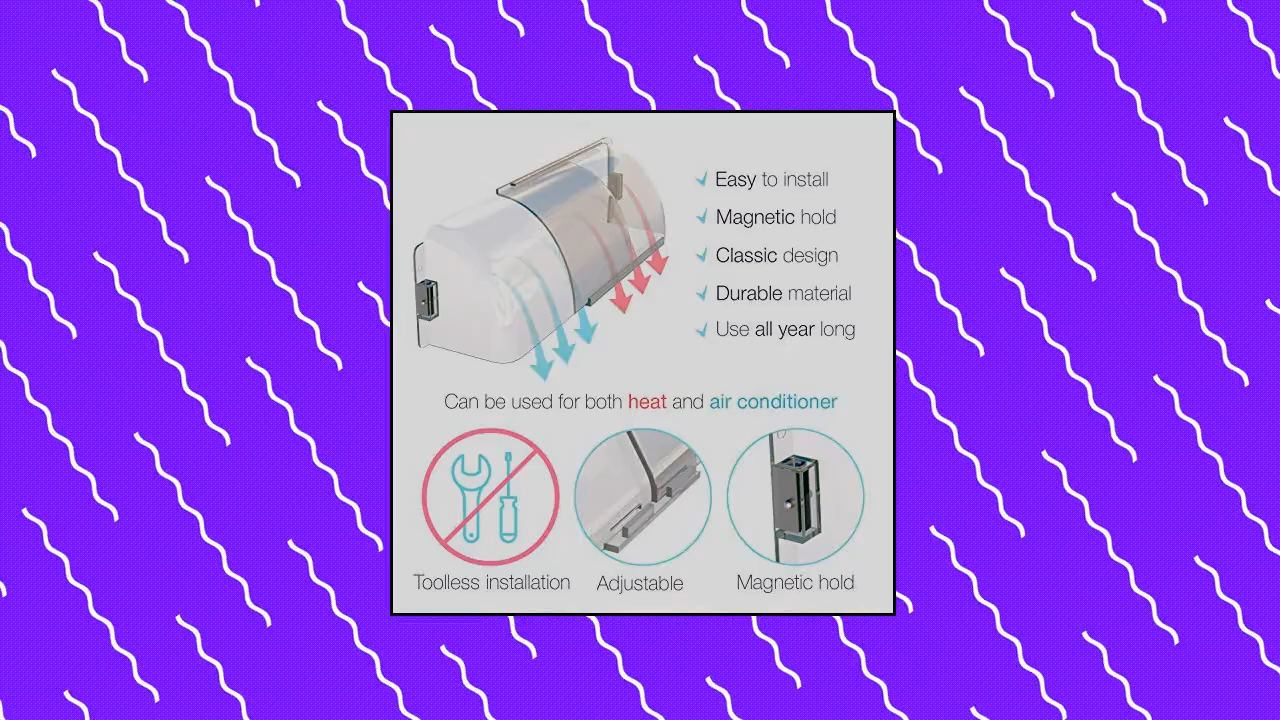 Easy to install
Magnetic hold
Classic design
Durable material
Use all year long
Can be used for both heat and air conditioner
Toolless installation
Adjustable
Magnetic hold